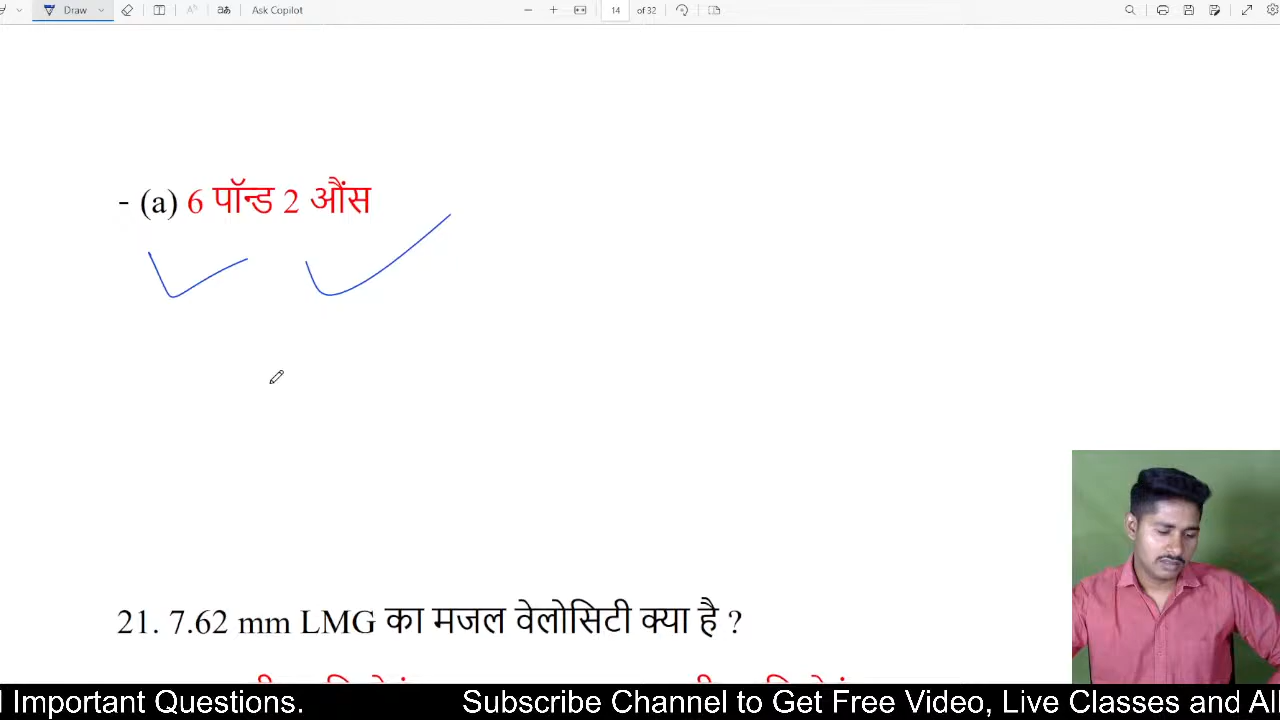 Draw
Ask Copilot
14 of 32
- (a) 6 पॉन्ड 2 औंस
21. 7.62 mm LMG का मजल वेलोसिटी क्या है ?
Important Questions. Subscribe Channel to Get Free Video, Live Classes and All